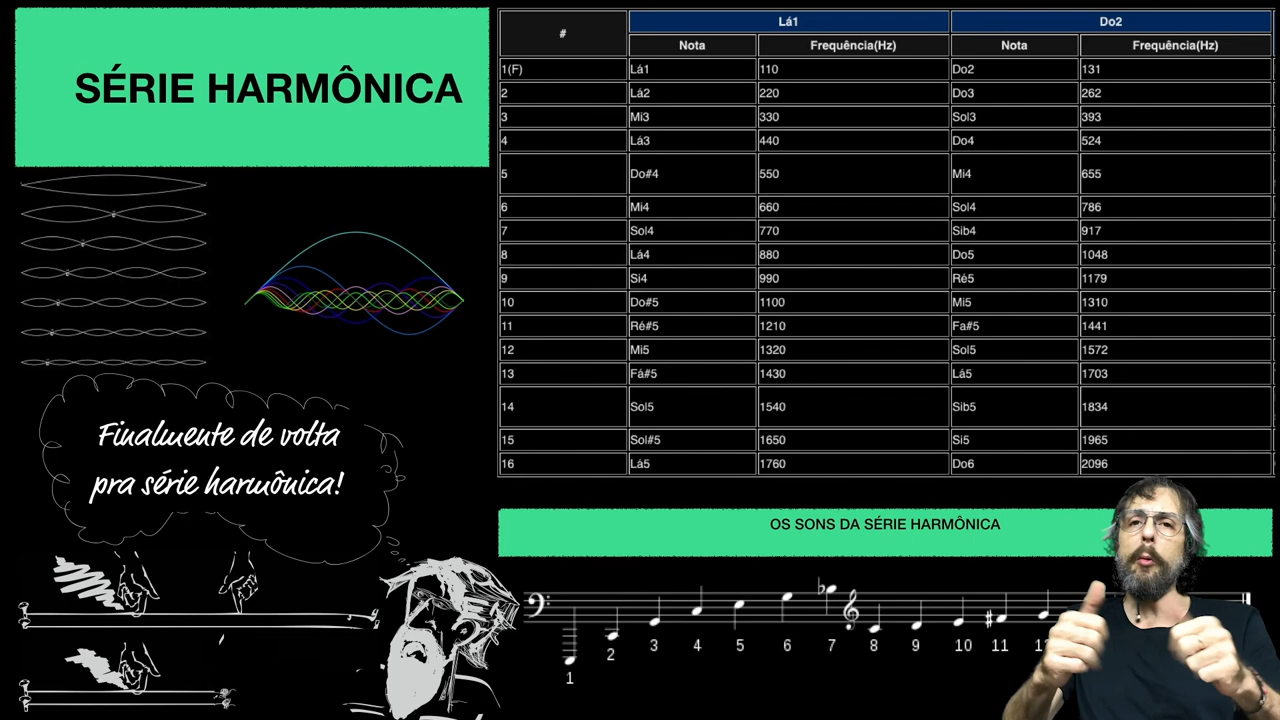 SÉRIE HARMÔNICA
# Lá1 Do2
Nota Frequência(Hz) Nota Frequência(Hz)
1(F) Lá1 110 Do2 131
2 Lá2 220 Do3 262
3 Mi3 330 Sol3 393
4 Lá3 440 Do4 524
5 Do#4 550 Mi4 655
6 Mi4 660 Sol4 786
7 Sol4 770 Sib4 917
8 Lá4 880 Do5 1048
9 Si4 990 Ré5 1179
10 Do#5 1100 Mi5 1310
11 Ré#5 1210 Fa#5 1441
12 Mi5 1320 Sol5 1572
13 Fá#5 1430 Lá5 1703
14 Sol5 1540 Sib5 1834
15 Sol#5 1650 Si5 1965
16 Lá5 1760 Do6 2096
Finalmente de volta
pra série harmônica!
OS SONS DA SÉRIE HARMÔNICA
1 2 3 4 5 6 7 8 9 10 11